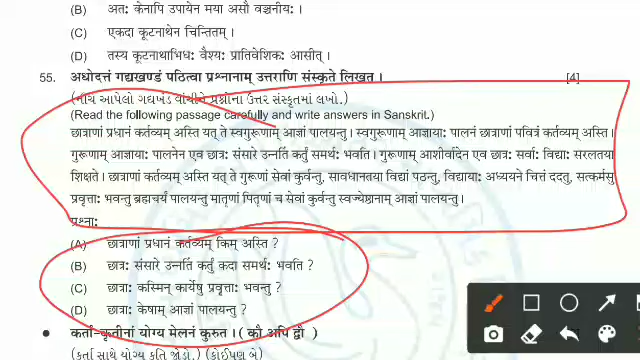 (B) अत: केनापि उपायेन मया असौ वञ्चनीय: ।
(C) एकदा कूटनाथेन चिन्तितम् ।
(D) तस्य कूटनाथाभिध: वैश्य: प्रातिवेशिक: आसीत् ।
55. अधोदत्तं गद्यखण्डं पठित्वा प्रश्नानाम् उत्तराणि संस्कृते लिखत । [4]
(નીચે આપેલો ગદ્યખંડ વાંચીને પ્રશ્નોના ઉત્તર સંસ્કૃતમાં લખો.)
(Read the following passage carefully and write answers in Sanskrit.)
छात्राणां प्रधानं कर्तव्यम् अस्ति यत् ते स्वगुरूणाम् आज्ञां पालयन्तु । स्वगुरूणाम् आज्ञाया: पालनं छात्राणां पवित्रं कर्तव्यम् अस्ति ।
गुरूणाम् आज्ञाया: पालनेन एव छात्र: संसारे उन्नतिं कर्तुं समर्थ: भवति । गुरूणाम् आशीर्वादेन एव छात्र: सर्वा: विद्या: सरलतया
शिक्षते । छात्राणां कर्तव्यम् अस्ति यत् ते गुरूणां सेवां कुर्वन्तु, सावधानतया विद्यां पठन्तु, विद्याया: अध्ययने चित्तं ददतु, सत्कर्मसु
प्रवृत्ता: भवन्तु ब्रह्मचर्यं पालयन्तु मातृणां पितृणां च सेवां कुर्वन्तु स्वज्येष्ठानाम् आज्ञां पालयन्तु ।
प्रश्ना:
(A) छात्राणां प्रधानं कर्तव्यम् किम् अस्ति ?
(B) छात्र: संसारे उन्नतिं कर्तुं कदा समर्थ: भवति ?
(C) छात्रा: कस्मिन् कार्येषु प्रवृत्ता: भवन्तु ?
(D) छात्रा: केषाम् आज्ञां पालयन्तु ?
● कर्ता-कृतीनां योग्यं मेलनं कुरुत । ( कौ अपि द्वौ )
(કર્તા સાથે યોગ્ય કૃતિ જોડો.) (કોઈપણ બે)